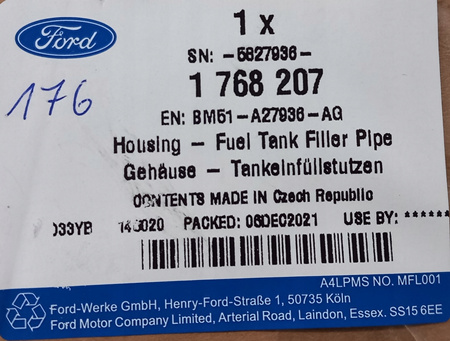 Ford
1 x
SN: -5627936-
1 768 207
176
EN: BM51-A27936-AG
Housing - Fuel Tank Filler Pipe
Gehäuse - Tankeinfüllstutzen
CONTENTS MADE IN Czech Republic
PACKED: 06DEC2021 USE BY: ******
A4LPMS NO. MFL001
Ford-Werke GmbH, Henry-Ford-Straße 1, 50735 Köln
Ford Motor Company Limited, Arterial Road, Laindon, Essex. SS15 6EE